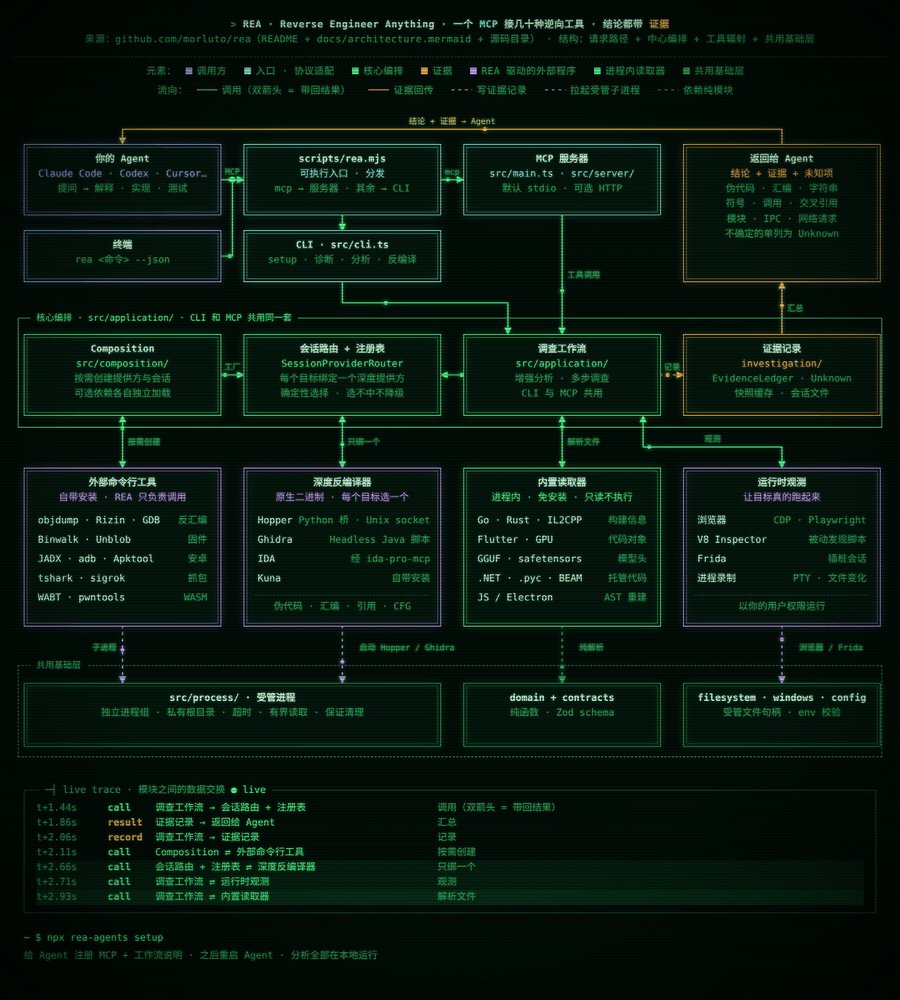 > REA · Reverse Engineer Anything · 一个 MCP 接几十种逆向工具 · 结论都带 证据
来源: github.com/morluto/rea（README + docs/architecture.mermaid + 源码目录） · 结构: 请求路径 + 中心编排 + 工具辐射 + 共用基础层
元素: 调用方 入口 · 协议适配 核心编排 证据 REA 驱动的外部程序 进程内读取器 共用基础层
流向: 调用（双箭头 = 带回结果） 证据回传 写证据记录 拉起受管子进程 依赖纯模块
结论 + 证据 → Agent
你的 Agent
Claude Code · Codex · Cursor…
提问 → 解释 · 实现 · 测试
MCP
scripts/rea.mjs
可执行入口 · 分发
mcp → 服务器 · 其余 → CLI
mcp
MCP 服务器
src/main.ts · src/server/
默认 stdio · 可选 HTTP
返回给 Agent
结论 + 证据 + 未知项
伪代码 · 汇编 · 字符串
符号 · 调用 · 交叉引用
模块 · IPC · 网络请求
不确定的单列为 Unknown
终端
rea <命令> --json
CLI · src/cli.ts
setup · 诊断 · 分析 · 反编译
工具调用
汇总
核心编排 · src/application/ · CLI 和 MCP 共用同一套
Composition
src/composition/
按需创建提供方与会话
可选依赖各自独立加载
工厂
会话路由 + 注册表
SessionProviderRouter
每个目标绑定一个深度提供方
确定性选择 · 选不中不降级
调查工作流
src/application/
增强分析 · 多步调查
CLI 与 MCP 共用
记录
证据记录
investigation/
EvidenceLedger · Unknown
快照缓存 · 会话文件
按需创建
只绑一个
解析文件
观测
外部命令行工具
自带安装 · REA 只负责调用
objdump · Rizin · GDB 反汇编
Binwalk · Unblob 固件
JADX · adb · Apktool 安卓
tshark · sigrok 抓包
WABT · pwntools WASM
深度反编译器
原生二进制 · 每个目标选一个
Hopper Python 桥 · Unix socket
Ghidra Headless Java 脚本
IDA 经 ida-pro-mcp
Kuna 自带安装
伪代码 · 汇编 · 引用 · CFG
内置读取器
进程内 · 免安装 · 只读不执行
Go · Rust · IL2CPP 构建信息
Flutter · GPU 代码对象
GGUF · safetensors 模型头
.NET · .pyc · BEAM 托管代码
JS / Electron AST 重建
运行时观测
让目标真的跑起来
浏览器 CDP · Playwright
V8 Inspector 被动发现脚本
Frida 插桩会话
进程录制 PTY · 文件变化
以你的用户权限运行
子进程
启动 Hopper / Ghidra
纯解析
浏览器 / Frida
共用基础层
src/process/ · 受管进程
独立进程组 · 私有根目录 · 超时 · 有界读取 · 保证清理
domain + contracts
纯函数 · Zod schema
filesystem · windows · config
受管文件句柄 · env 校验
─┤ live trace · 模块之间的数据交换 ● live
t+1.44s call 调查工作流 → 会话路由 + 注册表 调用（双箭头 = 带回结果）
t+1.86s result 证据记录 → 返回给 Agent 汇总
t+2.06s record 调查工作流 → 证据记录 记录
t+2.11s call Composition ⇄ 外部命令行工具 按需创建
t+2.66s call 会话路由 + 注册表 ⇄ 深度反编译器 只绑一个
t+2.71s call 调查工作流 ⇄ 运行时观测 观测
t+2.93s call 调查工作流 ⇄ 内置读取器 解析文件
~ $ npx rea-agents setup
给 Agent 注册 MCP + 工作流说明 · 之后重启 Agent · 分析全部在本地运行